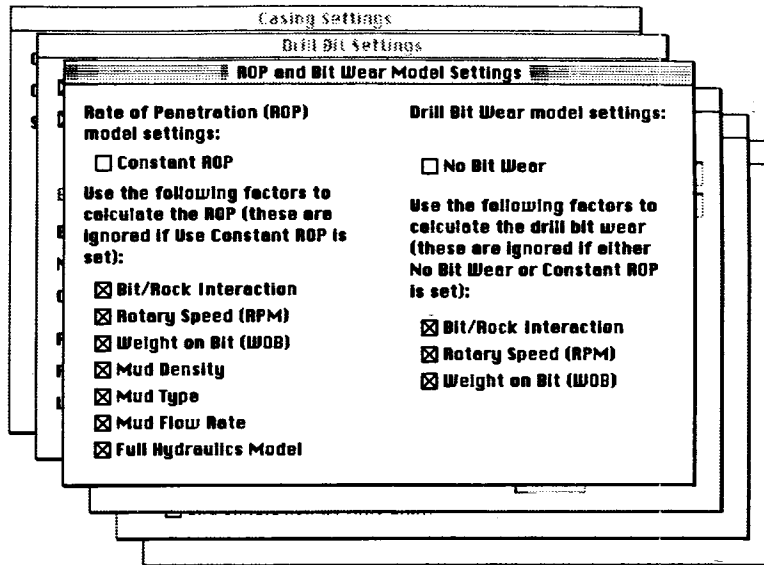 Casing Settings
Drill Bit Settings
ROP and Bit Wear Model Settings
Rate of Penetration (ROP)
model settings:
Constant ROP
Use the following factors to
calculate the ROP (these are
ignored if Use Constant ROP is
set):
Bit/Rock Interaction
Rotary Speed (RPM)
Weight on Bit (WOB)
Mud Density
Mud Type
Mud Flow Rate
Full Hydraulics Model
Drill Bit Wear model settings:
No Bit Wear
Use the following factors to
calculate the drill bit wear
(these are ignored if either
No Bit Wear or Constant ROP
is set):
Bit/Rock Interaction
Rotary Speed (RPM)
Weight on Bit (WOB)